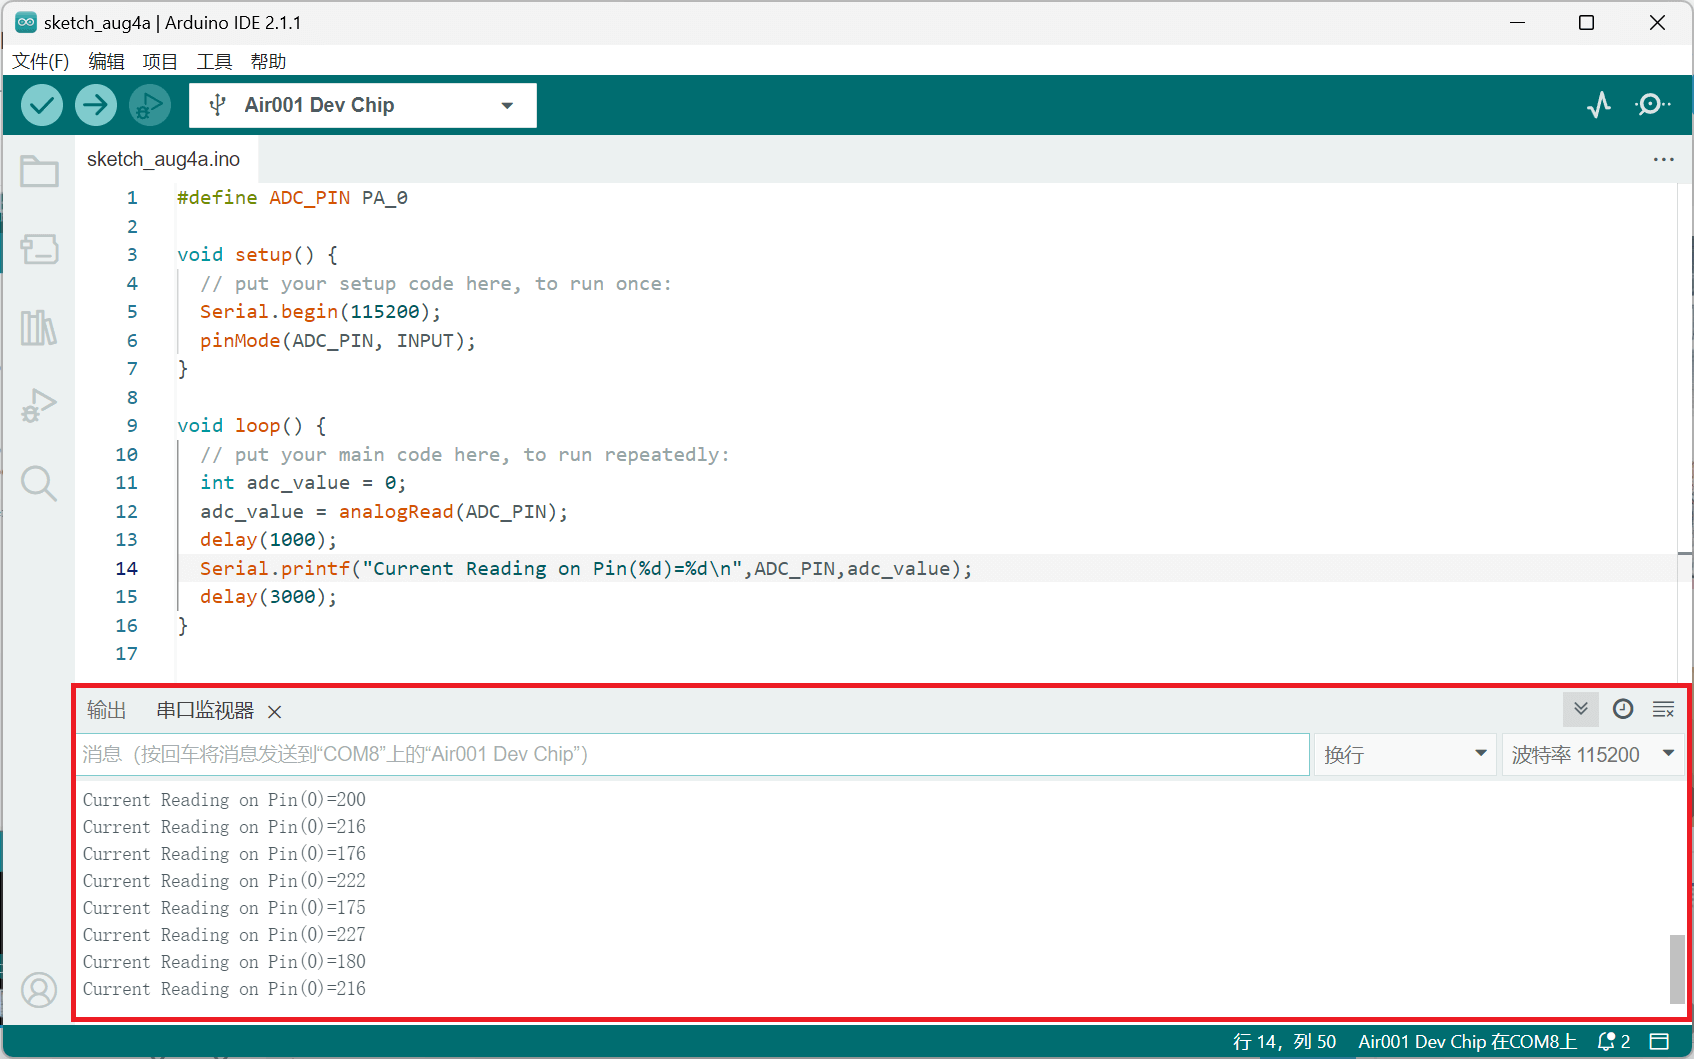 sketch_aug4a | Arduino IDE 2.1.1
文件(F) 编辑 项目 工具 帮助
Air001 Dev Chip
sketch_aug4a.ino
1 #define ADC_PIN PA_0
2
3 void setup() {
4 // put your setup code here, to run once:
5 Serial.begin(115200);
6 pinMode(ADC_PIN, INPUT);
7 }
8
9 void loop() {
10 // put your main code here, to run repeatedly:
11 int adc_value = 0;
12 adc_value = analogRead(ADC_PIN);
13 delay(1000);
14 Serial.printf("Current Reading on Pin(%d)=%d\n",ADC_PIN,adc_value);
15 delay(3000);
16 }
17
输出 串口监视器
消息（按回车将消息发送到“COM8”上的“Air001 Dev Chip”） 换行 波特率 115200
Current Reading on Pin(0)=200
Current Reading on Pin(0)=216
Current Reading on Pin(0)=176
Current Reading on Pin(0)=222
Current Reading on Pin(0)=175
Current Reading on Pin(0)=227
Current Reading on Pin(0)=180
Current Reading on Pin(0)=216
行 14，列 50 Air001 Dev Chip 在COM8上 2